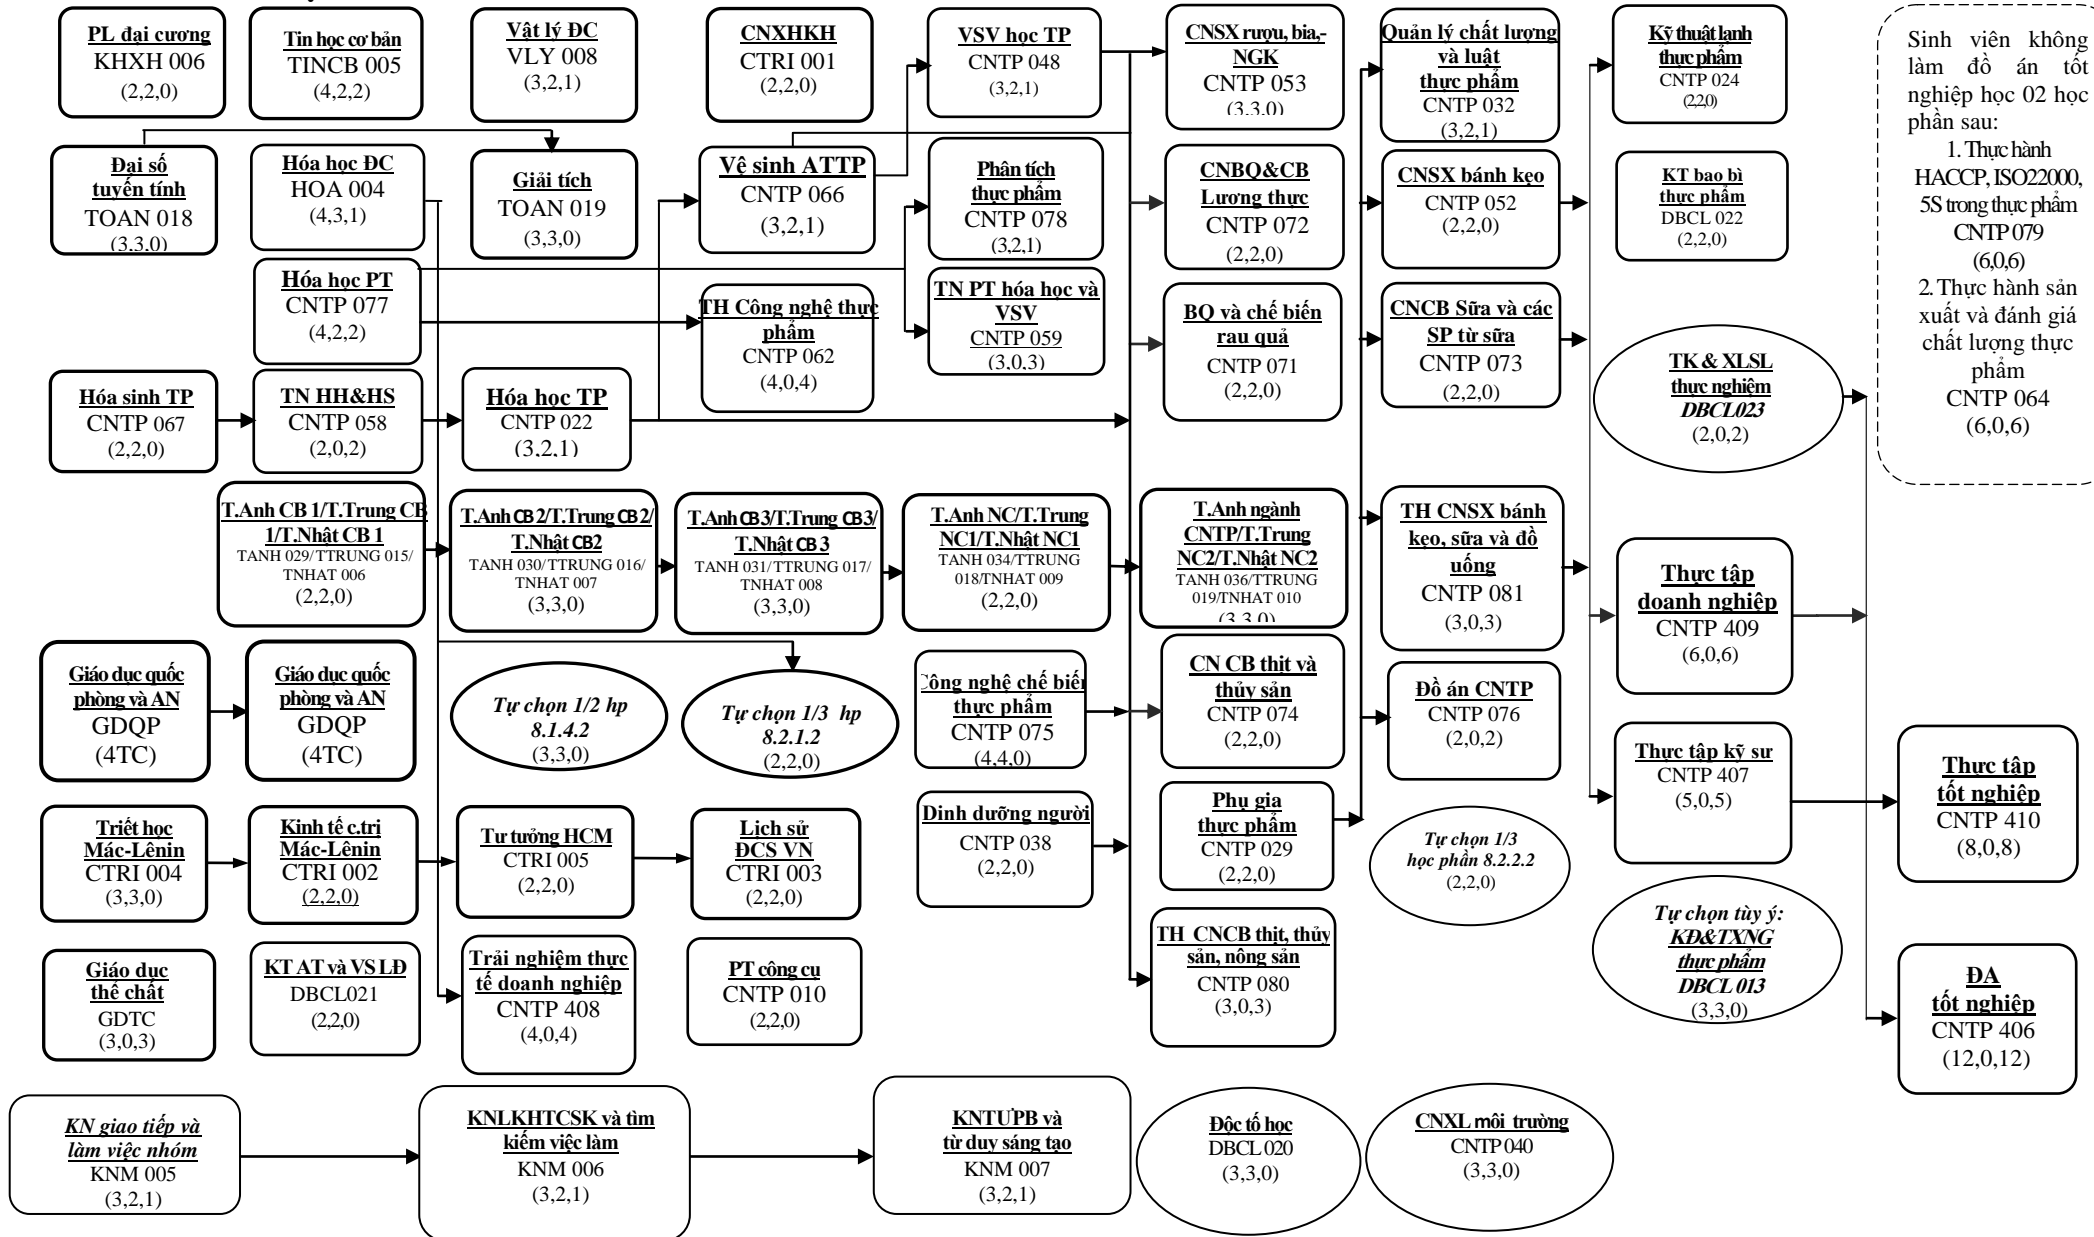 PL đại cương
KHXH 006
(2,2,0)
Tin học cơ bản
TINCB 005
(4,2,2)
Vật lý ĐC
VLY 008
(3,2,1)
CNXHKH
CTRI 001
(2,2,0)
VSV học TP
CNTP 048
(3,2,1)
CNSX rượu, bia,-
NGK
CNTP 053
(3,3,0)
Quản lý chất lượng
và luật
thực phẩm
CNTP 032
(3,2,1)
Kỹ thuật lạnh
thực phẩm
CNTP 024
(2,2,0)
Sinh viên không
làm đồ án tốt
nghiệp học 02 học
phần sau:
1. Thực hành
HACCP, ISO22000,
5S trong thực phẩm
CNTP 079
(6,0,6)
2. Thực hành sản
xuất và đánh giá
chất lượng thực
phẩm
CNTP 064
(6,0,6)
Đại số
tuyến tính
TOAN 018
(3,3,0)
Hóa học ĐC
HOA 004
(4,3,1)
Giải tích
TOAN 019
(3,3,0)
Vệ sinh ATTP
CNTP 066
(3,2,1)
Phân tích
thực phẩm
CNTP 078
(3,2,1)
CNBQ&CB
Lương thực
CNTP 072
(2,2,0)
CNSX bánh kẹo
CNTP 052
(2,2,0)
KT bao bì
thực phẩm
DBCL 022
(2,2,0)
Hóa học PT
CNTP 077
(4,2,2)
TH Công nghệ thực
phẩm
CNTP 062
(4,0,4)
TN PT hóa học và
VSV
CNTP 059
(3,0,3)
BQ và chế biến
rau quả
CNTP 071
(2,2,0)
CNCB Sữa và các
SP từ sữa
CNTP 073
(2,2,0)
TK & XLSL
thực nghiệm
DBCL023
(2,0,2)
Hóa sinh TP
CNTP 067
(2,2,0)
TN HH&HS
CNTP 058
(2,0,2)
Hóa học TP
CNTP 022
(3,2,1)
T.Anh CB 1/T.Trung CB
1/T.Nhật CB 1
TANH 029/TTRUNG 015/
TNHAT 006
(2,2,0)
T.Anh CB 2/T.Trung CB 2/
T.Nhật CB2
TANH 030/TTRUNG 016/
TNHAT 007
(3,3,0)
T.Anh CB3/T.Trung CB3/
T.Nhật CB 3
TANH 031/TTRUNG 017/
TNHAT 008
(3,3,0)
T.Anh NC/T.Trung
NC1/T.Nhật NC1
TANH 034/TTRUNG
018/TNHAT 009
(2,2,0)
T.Anh ngành
CNTP/T.Trung
NC2/T.Nhật NC2
TANH 036/TTRUNG
019/TNHAT 010
(3,3,0)
TH CNSX bánh
kẹo, sữa và đồ
uống
CNTP 081
(3,0,3)
Thực tập
doanh nghiệp
CNTP 409
(6,0,6)
Giáo dục quốc
phòng và AN
GDQP
(4TC)
Giáo dục quốc
phòng và AN
GDQP
(4TC)
Tự chọn 1/2 hp
8.1.4.2
(3,3,0)
Tự chọn 1/3 hp
8.2.1.2
(2,2,0)
Công nghệ chế biến
thực phẩm
CNTP 075
(4,4,0)
CN CB thịt và
thủy sản
CNTP 074
(2,2,0)
Đồ án CNTP
CNTP 076
(2,0,2)
Thực tập kỹ sư
CNTP 407
(5,0,5)
Thực tập
tốt nghiệp
CNTP 410
(8,0,8)
Triết học
Mác-Lênin
CTRI 004
(3,3,0)
Kinh tế c.trị
Mác-Lênin
CTRI 002
(2,2,0)
Tư tưởng HCM
CTRI 005
(2,2,0)
Lịch sử
ĐCS VN
CTRI 003
(2,2,0)
Dinh dưỡng người
CNTP 038
(2,2,0)
Phụ gia
thực phẩm
CNTP 029
(2,2,0)
Tự chọn 1/3
học phần 8.2.2.2
(2,2,0)
Tự chọn tùy ý:
KĐ&TXNG
thực phẩm
DBCL 013
(3,3,0)
Giáo dục
thể chất
GDTC
(3,0,3)
KT AT và VS LĐ
DBCL021
(2,2,0)
Trải nghiệm thực
tế doanh nghiệp
CNTP 408
(4,0,4)
PT công cụ
CNTP 010
(2,2,0)
TH CNCB thịt, thủy
sản, nông sản
CNTP 080
(3,0,3)
ĐA
tốt nghiệp
CNTP 406
(12,0,12)
KN giao tiếp và
làm việc nhóm
KNM 005
(3,2,1)
KNLKHTCSK và tìm
kiếm việc làm
KNM 006
(3,2,1)
KNTƯPB và
tư duy sáng tạo
KNM 007
(3,2,1)
Độc tố học
DBCL 020
(3,3,0)
CNXL môi trường
CNTP 040
(3,3,0)